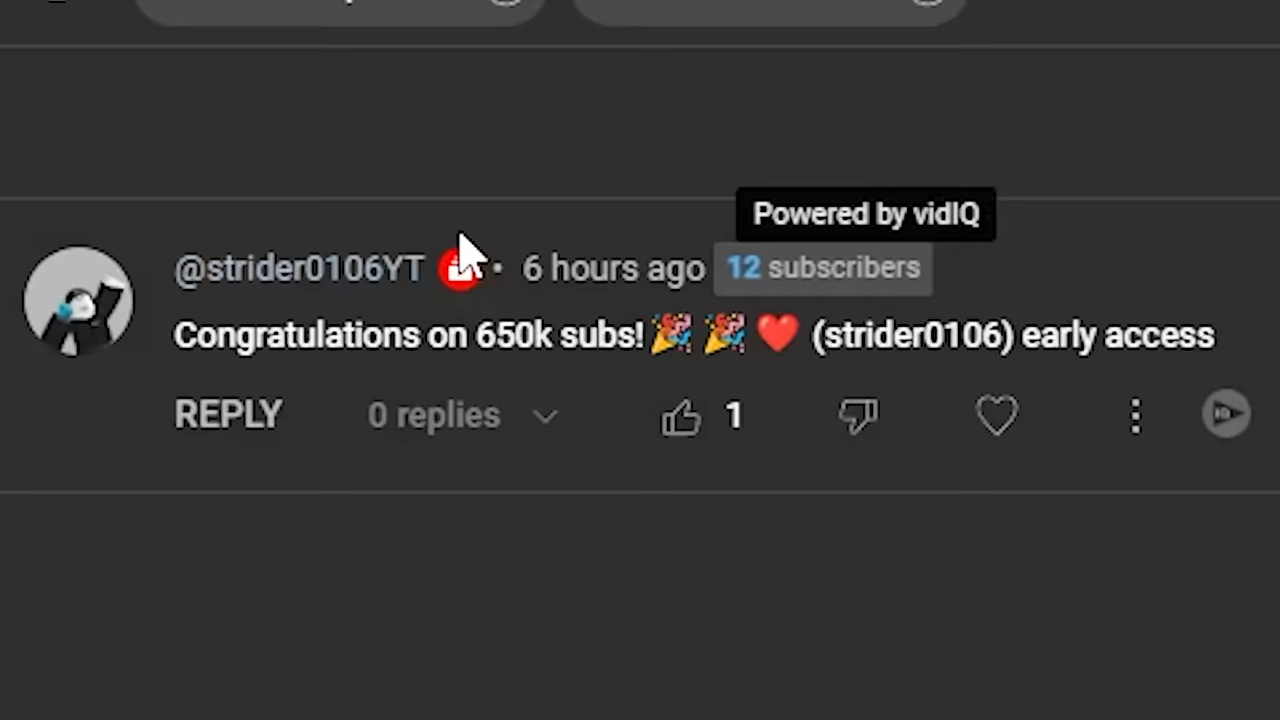 Powered by vidIQ
@strider0106YT • 6 hours ago 12 subscribers
Congratulations on 650k subs!🎉 🎉 ❤️ (strider0106) early access
REPLY 0 replies 1